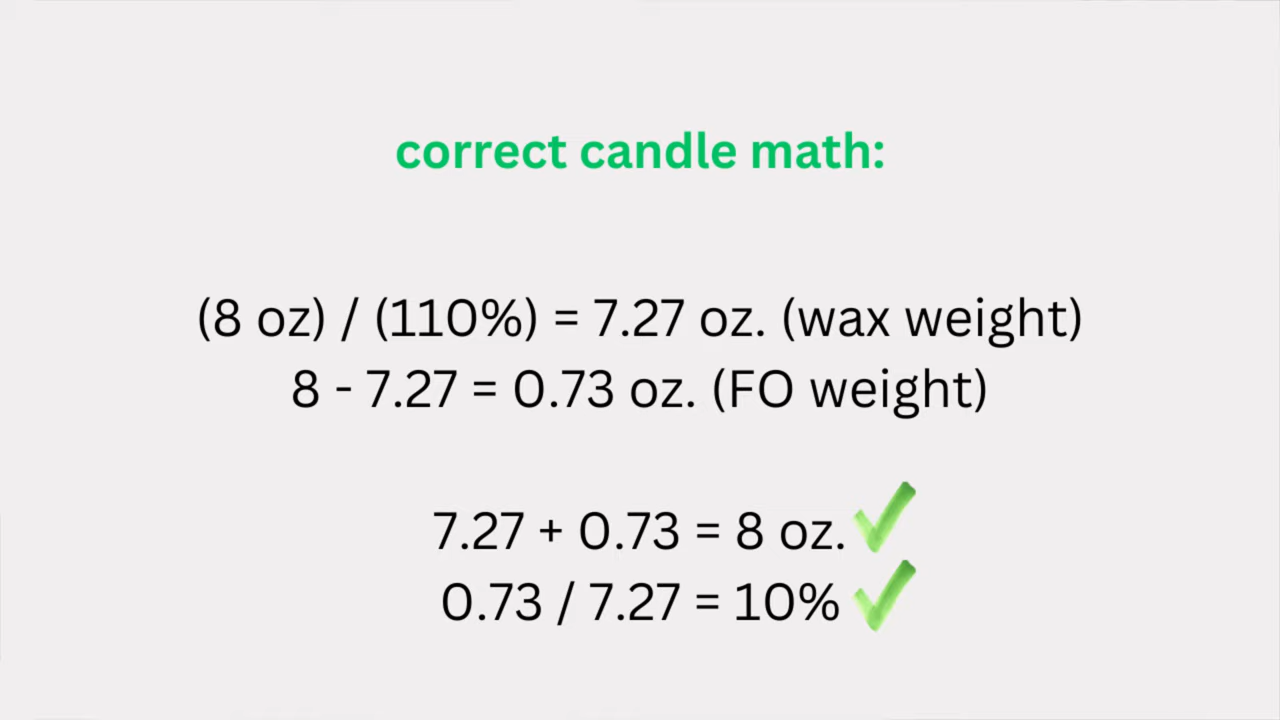 correct candle math:
(8 oz) / (110%) = 7.27 oz. (wax weight)
8 - 7.27 = 0.73 oz. (FO weight)
7.27 + 0.73 = 8 oz.
0.73 / 7.27 = 10%